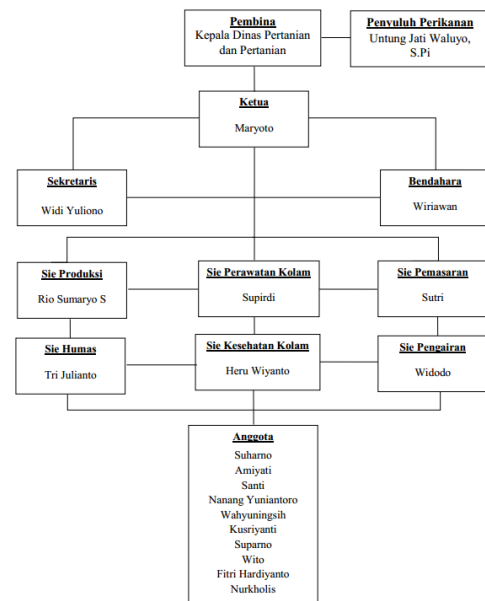 Pembina
Kepala Dinas Pertanian
dan Pertanian
Penyuluh Perikanan
Untung Jati Waluyo,
S.Pi
Ketua
Maryoto
Sekretaris
Widi Yuliono
Bendahara
Wiriawan
Sie Produksi
Rio Sumaryo S
Sie Perawatan Kolam
Supirdi
Sie Pemasaran
Sutri
Sie Humas
Tri Julianto
Sie Kesehatan Kolam
Heru Wiyanto
Sie Pengairan
Widodo
Anggota
Suharno
Amiyati
Santi
Nanang Yuniantoro
Wahyuningsih
Kusriyanti
Suparno
Wito
Fitri Hardiyanto
Nurkholis